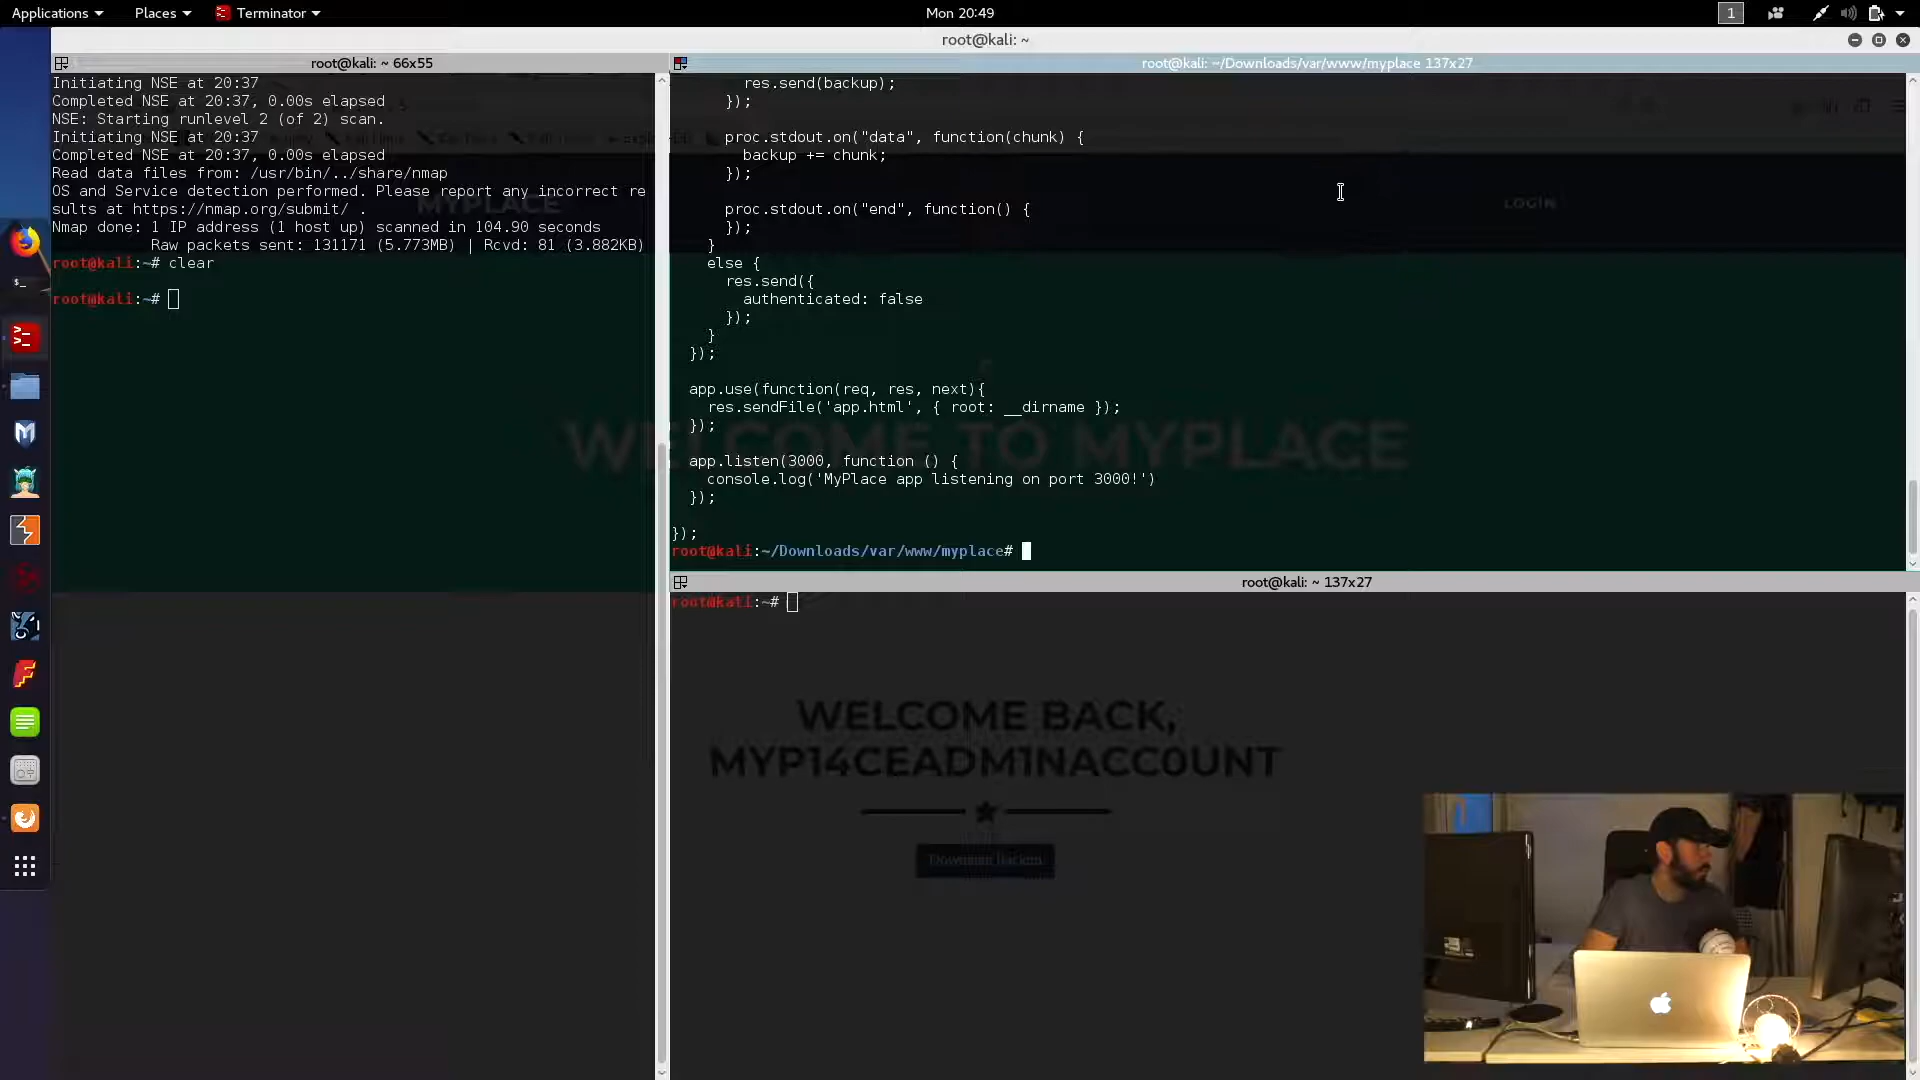 Applications
Places
Terminator
Mon 20:49
1
root@kali: ~
root@kali: ~ 66x55
Initiating NSE at 20:37
Completed NSE at 20:37, 0.00s elapsed
NSE: Starting runlevel 2 (of 2) scan.
Initiating NSE at 20:37
Completed NSE at 20:37, 0.00s elapsed
Read data files from: /usr/bin/../share/nmap
OS and Service detection performed. Please report any incorrect re
sults at https://nmap.org/submit/ .
Nmap done: 1 IP address (1 host up) scanned in 104.90 seconds
Raw packets sent: 131171 (5.773MB) | Rcvd: 81 (3.882KB)
root@kali:~# clear
root@kali:~#
root@kali: ~/Downloads/var/www/myplace 137x27
res.send(backup);
});
proc.stdout.on("data", function(chunk) {
backup += chunk;
});
proc.stdout.on("end", function() {
});
}
else {
res.send({
authenticated: false
});
}
});
app.use(function(req, res, next){
res.sendFile('app.html', { root: __dirname });
});
app.listen(3000, function () {
console.log('MyPlace app listening on port 3000!')
});
});
root@kali:~/Downloads/var/www/myplace#
root@kali: ~ 137x27
root@kali:~#
MYPLACE
LOGIN
WELCOME TO MYPLACE
WELCOME BACK,
MYP14CEADM1NACC0UNT
Download Backup